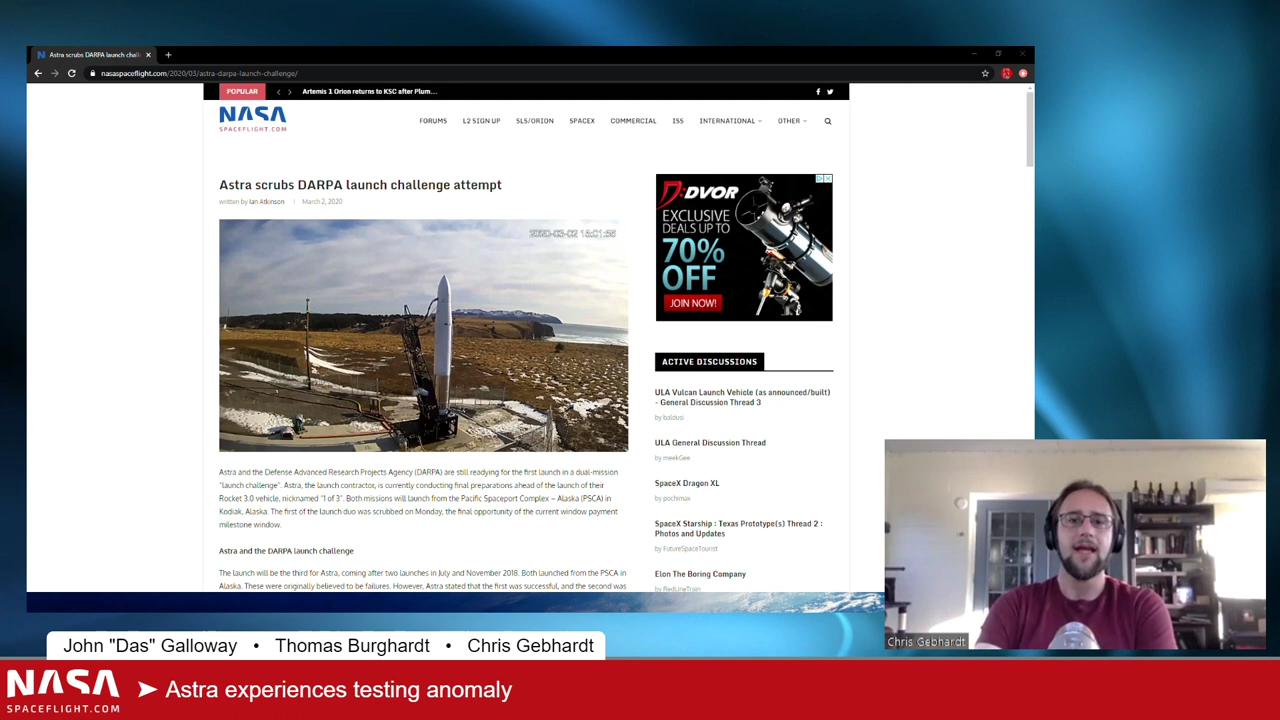 Astra scrubs DARPA launch chall
nasaspaceflight.com/2020/03/astra-darpa-launch-challenge/
POPULAR
Artemis 1 Orion returns to KSC after Plum...
NASA
SPACEFLIGHT.COM
FORUMS
L2 SIGN UP
SLS/ORION
SPACEX
COMMERCIAL
ISS
INTERNATIONAL
OTHER
Astra scrubs DARPA launch challenge attempt
written by Ian Atkinson
March 2, 2020
Astra and the Defense Advanced Research Projects Agency (DARPA) are still readying for the first launch in a dual-mission
"launch challenge". Astra, the launch contractor, is currently conducting final preparations ahead of the launch of their
Rocket 3.0 vehicle, nicknamed "1 of 3". Both missions will launch from the Pacific Spaceport Complex – Alaska (PSCA) in
Kodiak, Alaska. The first of the launch duo was scrubbed on Monday, the final opportunity of the current window payment
milestone window.
Astra and the DARPA launch challenge
The launch will be the third for Astra, coming after two launches in July and November 2018. Both launched from the PSCA in
Alaska. These were originally believed to be failures. However, Astra stated that the first was successful, and the second was
DVOR
EXCLUSIVE
DEALS UP TO
70%
OFF
JOIN NOW!
ACTIVE DISCUSSIONS
ULA Vulcan Launch Vehicle (as announced/built)
- General Discussion Thread 3
by baldusi
ULA General Discussion Thread
by meekGee
SpaceX Dragon XL
by pochimax
SpaceX Starship : Texas Prototype(s) Thread 2 :
Photos and Updates
by FutureSpaceTourist
Elon The Boring Company
by RedLineTrain
Chris Gebhardt
John "Das" Galloway • Thomas Burghardt • Chris Gebhardt
NASA
SPACEFLIGHT.COM
➤ Astra experiences testing anomaly